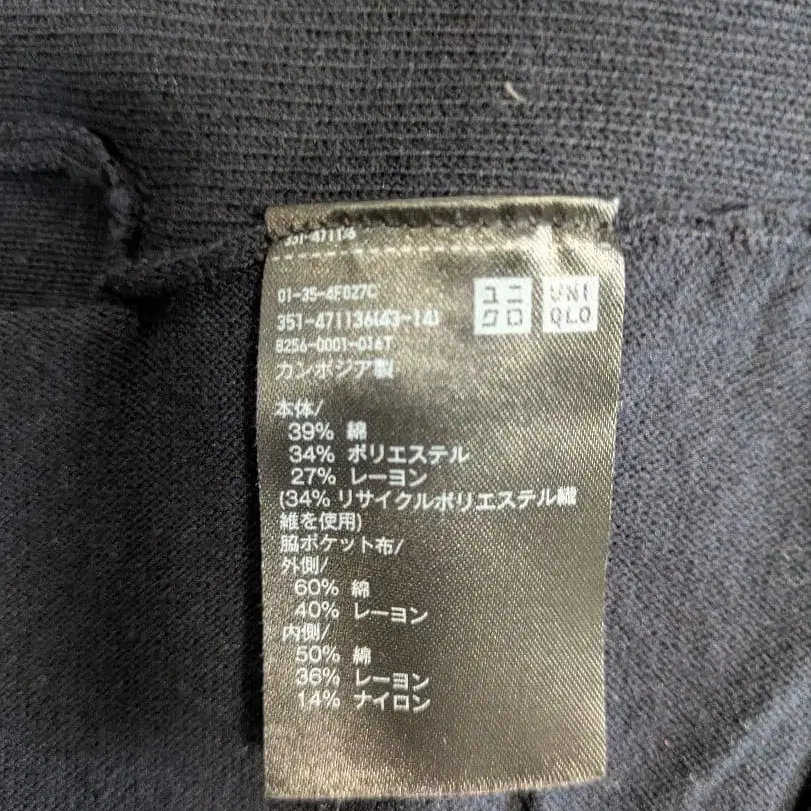 351-471136
ユニ
クロ
UNI
QLO
01-35-4F027C
351-471136(43-14)
8256-0001-016T
カンボジア製
本体/
39% 綿
34% ポリエステル
27% レーヨン
(34% リサイクルポリエステル繊
維を使用)
脇ポケット布/
外側/
60% 綿
40% レーヨン
内側/
50% 綿
36% レーヨン
14% ナイロン